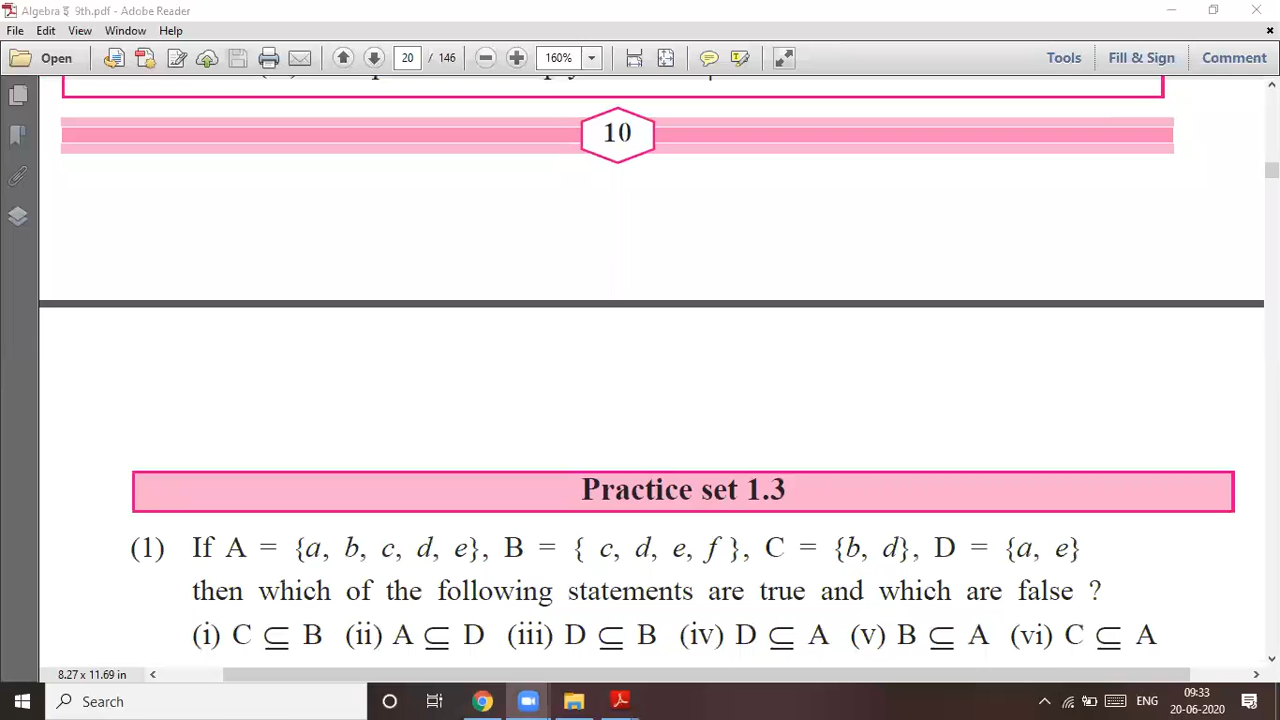 Algebra इ 9th.pdf - Adobe Reader
File Edit View Window Help
Open 20 / 146 160% Tools Fill & Sign Comment
10
Practice set 1.3
(1) If A = {a, b, c, d, e}, B = { c, d, e, f }, C = {b, d}, D = {a, e}
then which of the following statements are true and which are false ?
(i) C ⊆ B (ii) A ⊆ D (iii) D ⊆ B (iv) D ⊆ A (v) B ⊆ A (vi) C ⊆ A
8.27 x 11.69 in
Search ENG 09:33
20-06-2020